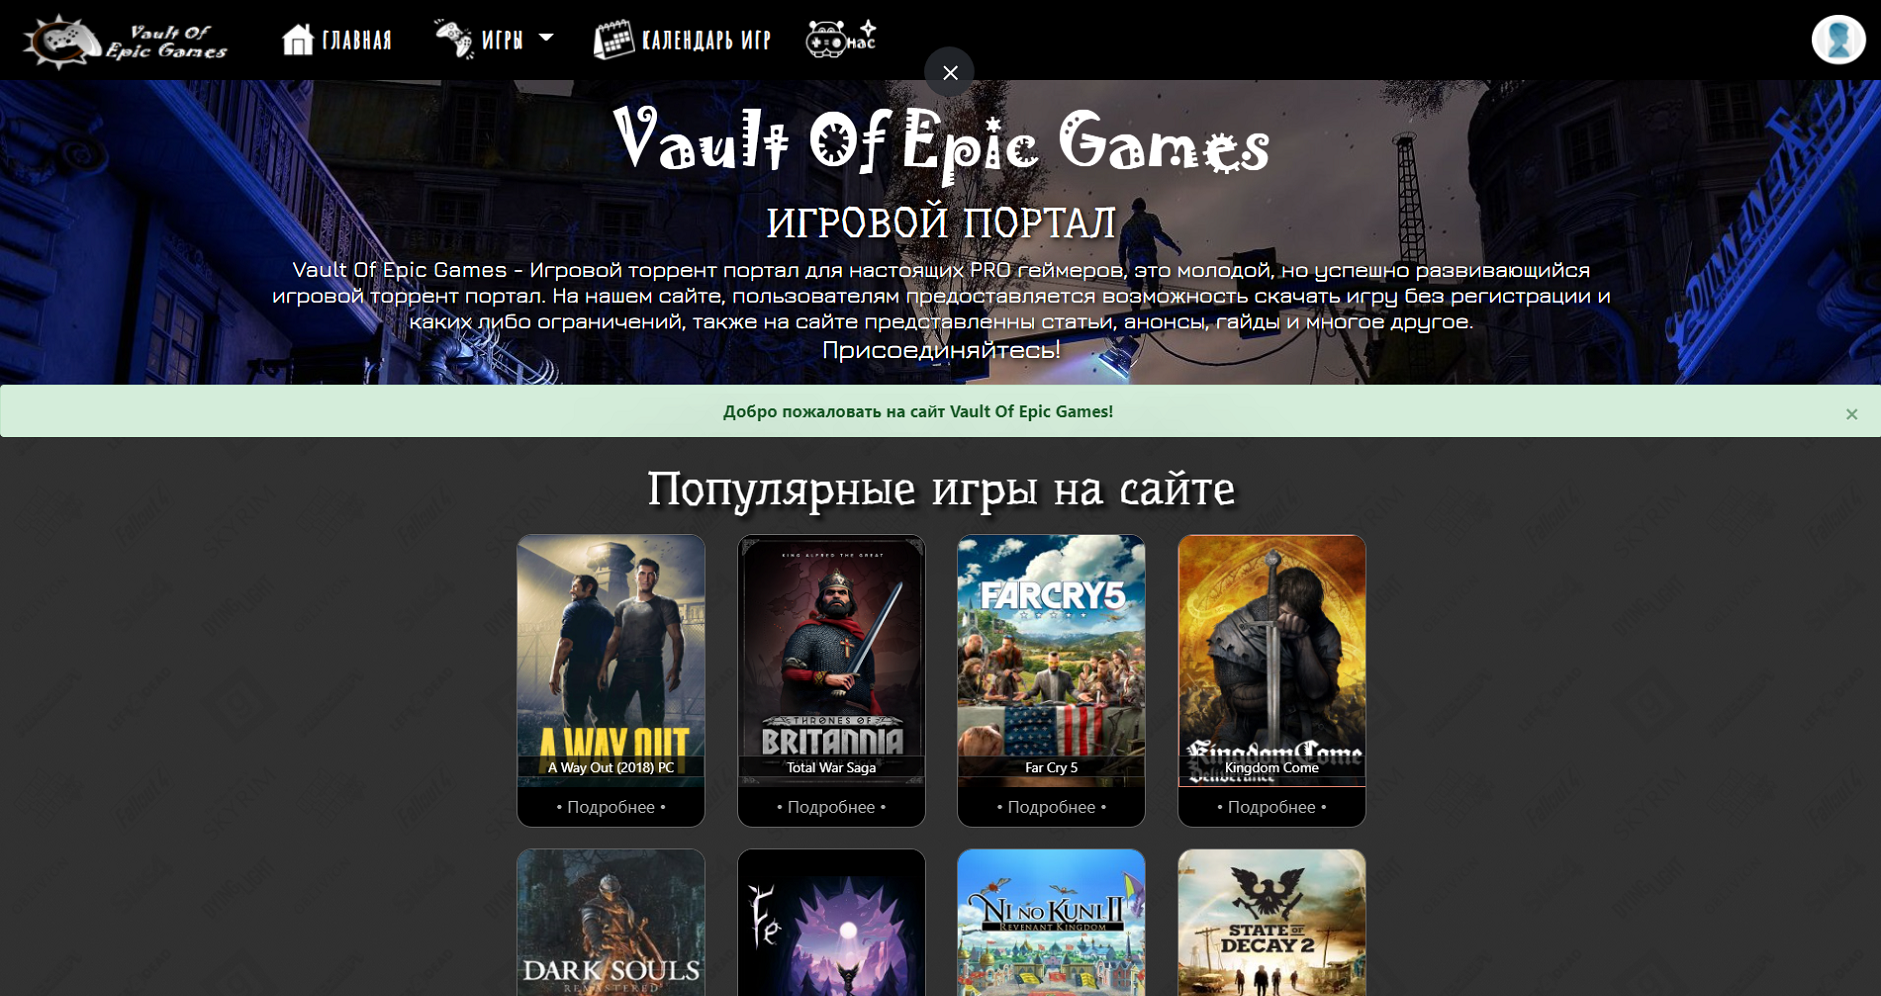 Vault Of
Epic Games
ГЛАВНАЯ
ИГРЫ
КАЛЕНДАРЬ ИГР
нас
Vault Of Epic Games
ИГРОВОЙ ПОРТАЛ
Vault Of Epic Games - Игровой торрент портал для настоящих PRO геймеров, это молодой, но успешно развивающийся
игровой торрент портал. На нашем сайте, пользователям предоставляется возможность скачать игру без регистрации и
каких либо ограничений, также на сайте представленны статьи, анонсы, гайды и многое другое.
Присоединяйтесь!
Добро пожаловать на сайт Vault Of Epic Games!
×
Популярные игры на сайте
A WAY OUT
A Way Out (2018) PC
• Подробнее •
KING ALFRED THE GREAT
THRONES OF
BRITANNIA
Total War Saga
• Подробнее •
FARCRY5
Far Cry 5
• Подробнее •
Kingdom Come
Deliverance
Kingdom Come
• Подробнее •
DARK SOULS
REMASTERED
Fe
NI NO KUNI II
REVENANT KINGDOM
STATE OF
DECAY 2